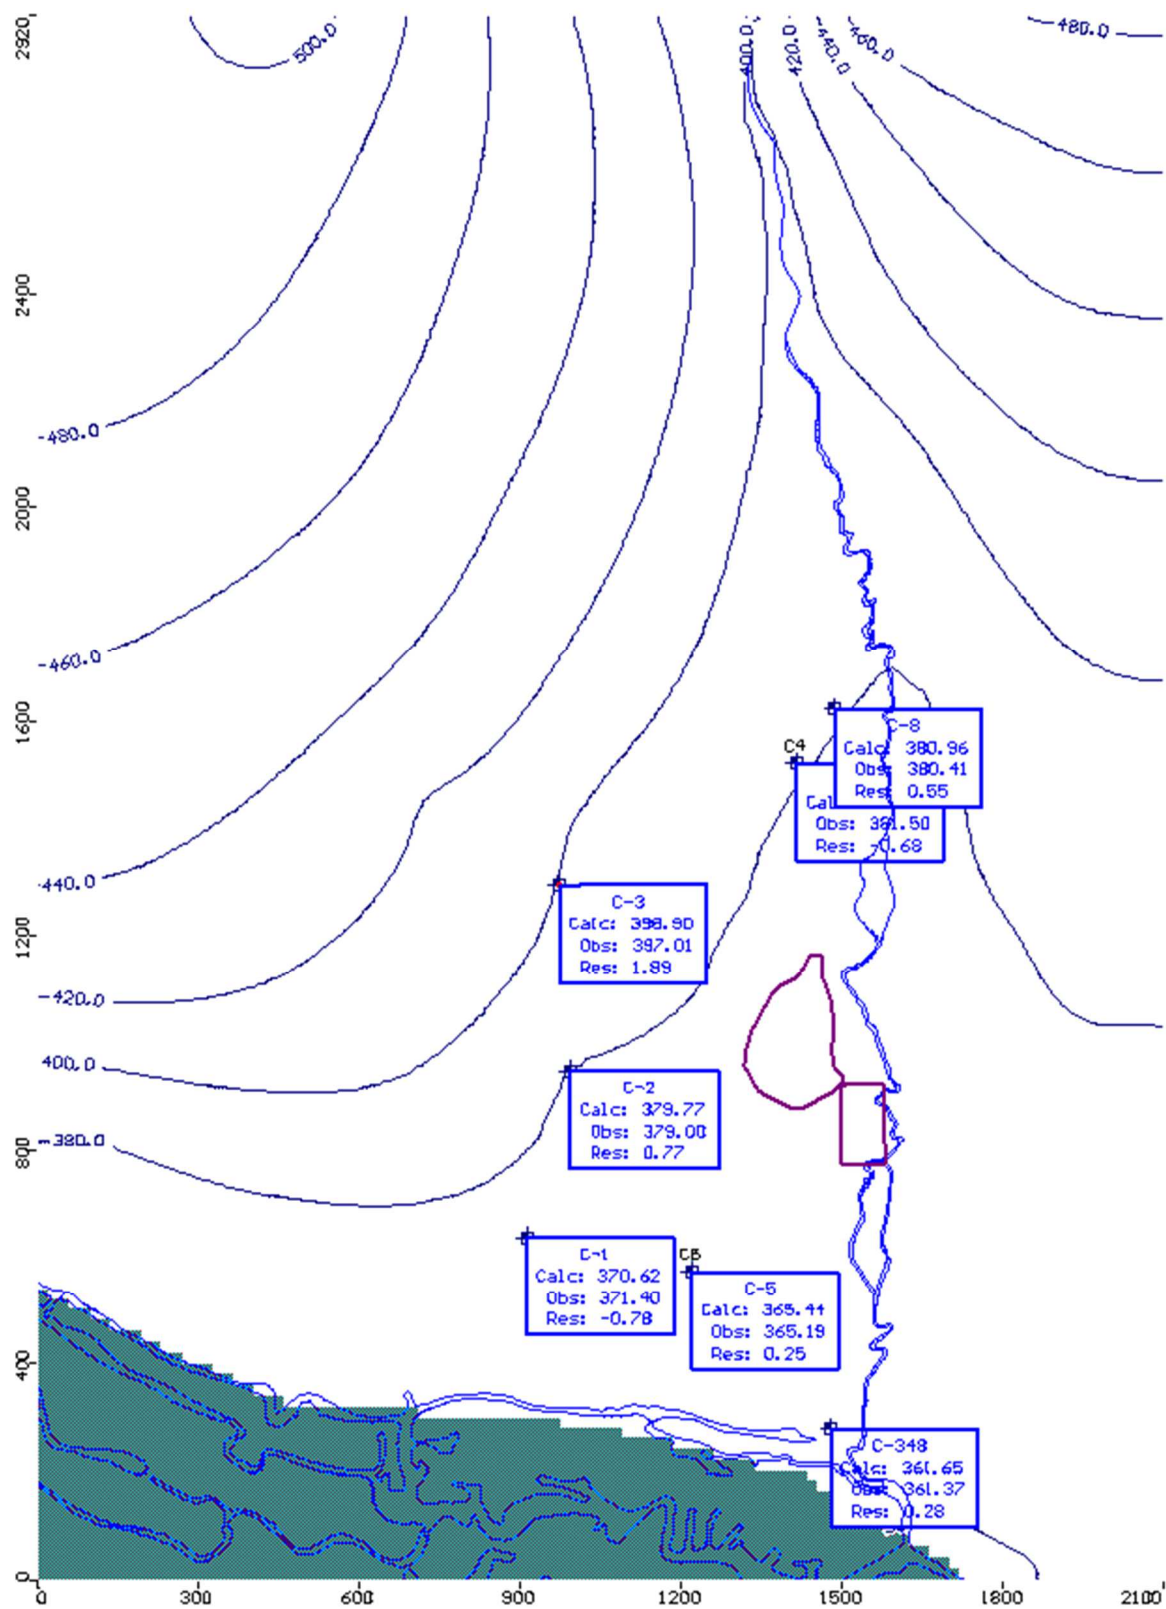 2920
500.0
400.0
420.0
-440.0
-460.0
-480.0
2400
-480.0
2000
-460.0
1600
C4
C-8
Calc: 380.96
Obs: 380.41
Res: 0.55
Obs: 381.50
Res: -0.68
-440.0
C-3
Calc: 398.90
Obs: 397.01
Res: 1.89
1200
-420.0
400.0
C-2
Calc: 379.77
Obs: 379.00
Res: 0.77
-380.0
800
C-1
Calc: 370.62
Obs: 371.40
Res: -0.78
C5
C-5
Calc: 365.44
Obs: 365.19
Res: 0.25
400
C-348
Calc: 361.65
Obs: 361.37
Res: 0.28
0
0 300 600 900 1200 1500 1800 2100